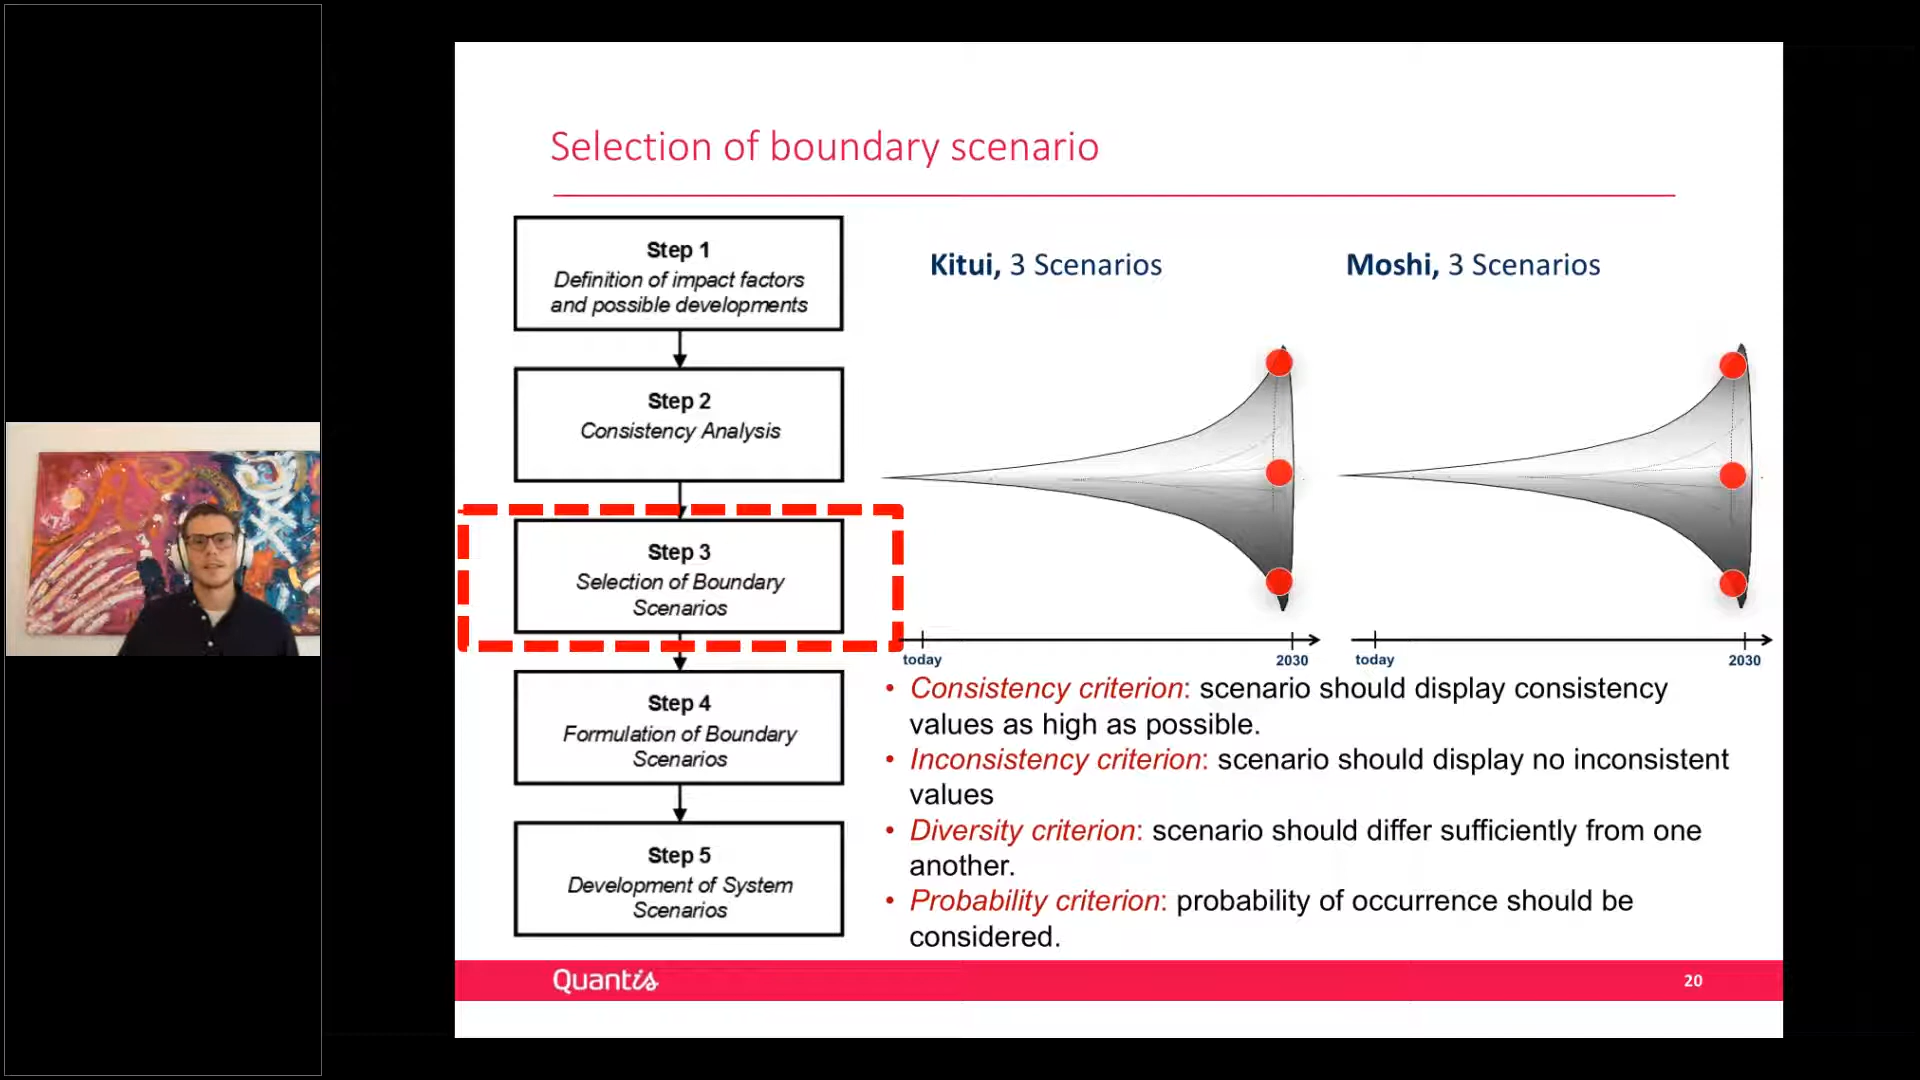 Selection of boundary scenario
Step 1
Definition of impact factors
and possible developments
Step 2
Consistency Analysis
Step 3
Selection of Boundary
Scenarios
Step 4
Formulation of Boundary
Scenarios
Step 5
Development of System
Scenarios
Kitui, 3 Scenarios
Moshi, 3 Scenarios
today
2030
today
2030
• Consistency criterion: scenario should display consistency
values as high as possible.
• Inconsistency criterion: scenario should display no inconsistent
values
• Diversity criterion: scenario should differ sufficiently from one
another.
• Probability criterion: probability of occurrence should be
considered.
Quantis
20